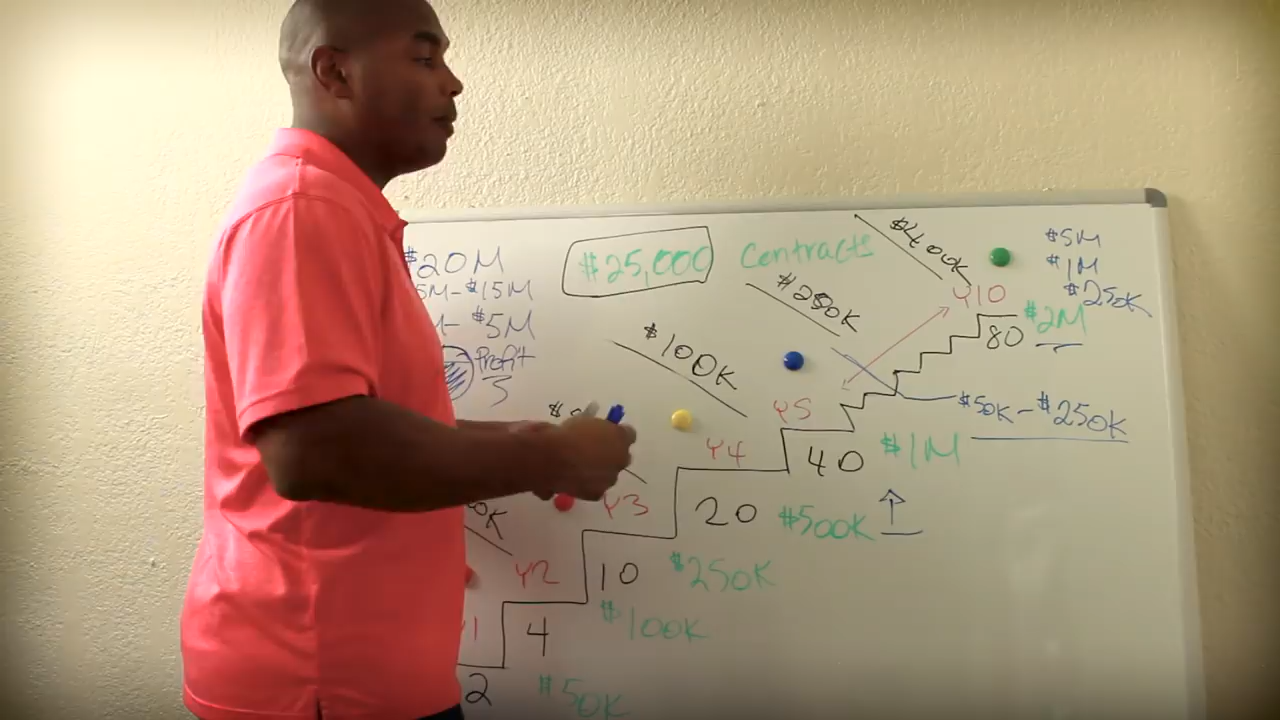 $20M
$25,000 Contracts
5M-$15M
M- $5M
Profit
$400K
$5M
$1M
$250K
Y10
$250K
80 $2M
$100K
Y5
$50K-$250K
Y4
40 $1M
Y3
20 $500K
Y2
10 $250K
4 $100K
2 $50K